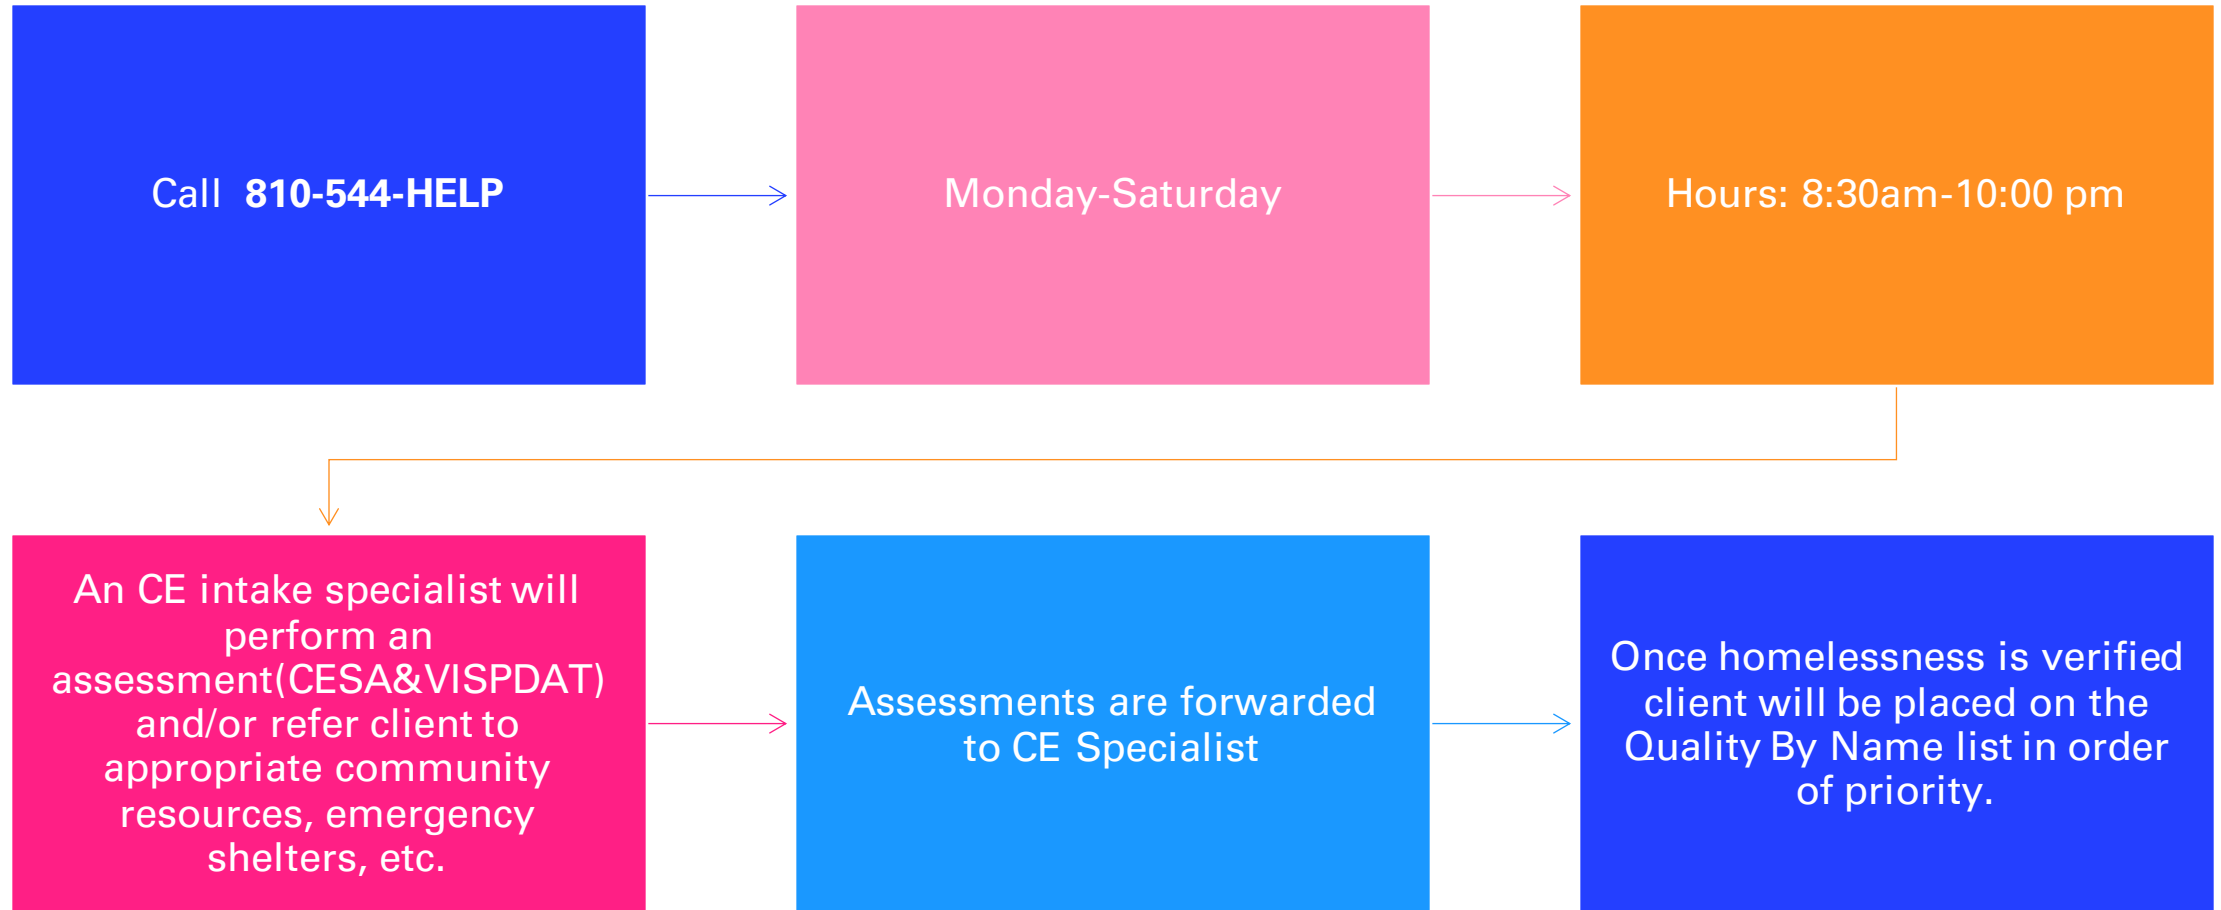 Call  810-544-HELP
Monday-Saturday
Hours: 8:30am-10:00 pm
An CE intake specialist will
perform an
assessment(CESA&VISPDAT)
and/or refer client to
appropriate community
resources, emergency
shelters, etc.
Assessments are forwarded
to CE Specialist
Once homelessness is verified
client will be placed on the
Quality By Name list in order
of priority.